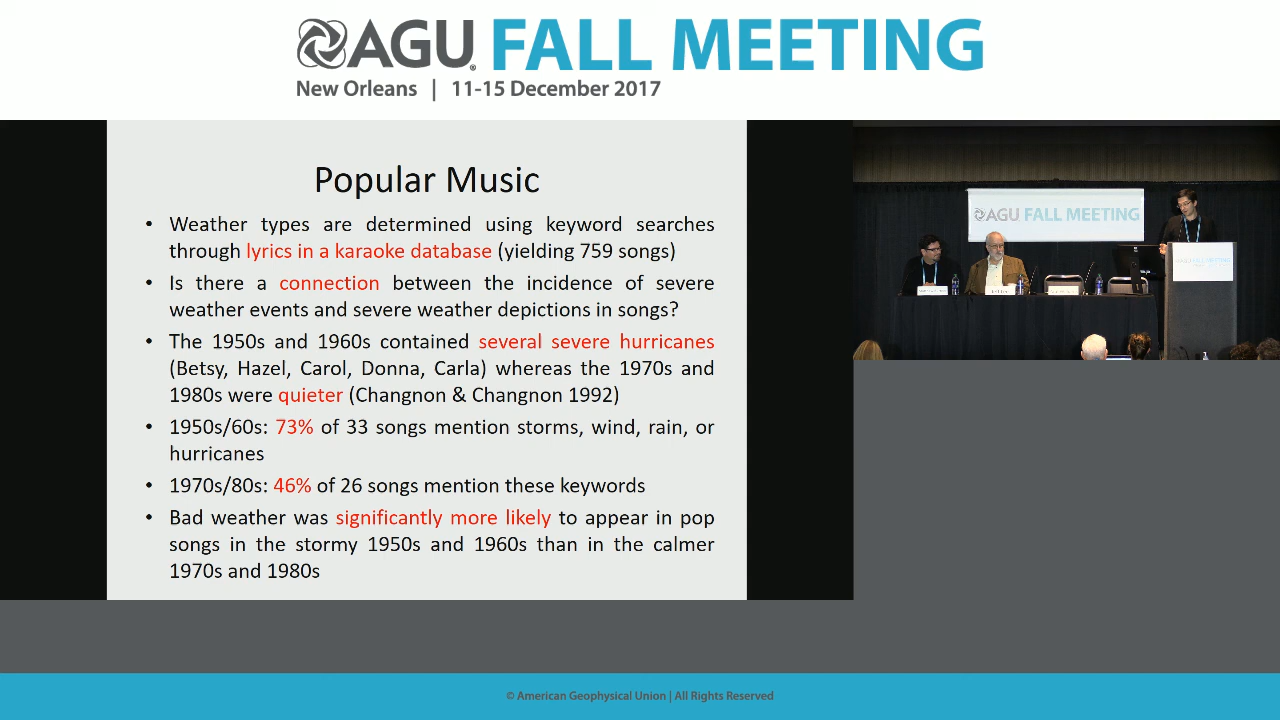 AGU FALL MEETING
New Orleans | 11-15 December 2017
Popular Music
• Weather types are determined using keyword searches
through lyrics in a karaoke database (yielding 759 songs)
• Is there a connection between the incidence of severe
weather events and severe weather depictions in songs?
• The 1950s and 1960s contained several severe hurricanes
(Betsy, Hazel, Carol, Donna, Carla) whereas the 1970s and
1980s were quieter (Changnon & Changnon 1992)
• 1950s/60s: 73% of 33 songs mention storms, wind, rain, or
hurricanes
• 1970s/80s: 46% of 26 songs mention these keywords
• Bad weather was significantly more likely to appear in pop
songs in the stormy 1950s and 1960s than in the calmer
1970s and 1980s
AGU FALL MEETING
AGU FALL MEETING
© American Geophysical Union | All Rights Reserved